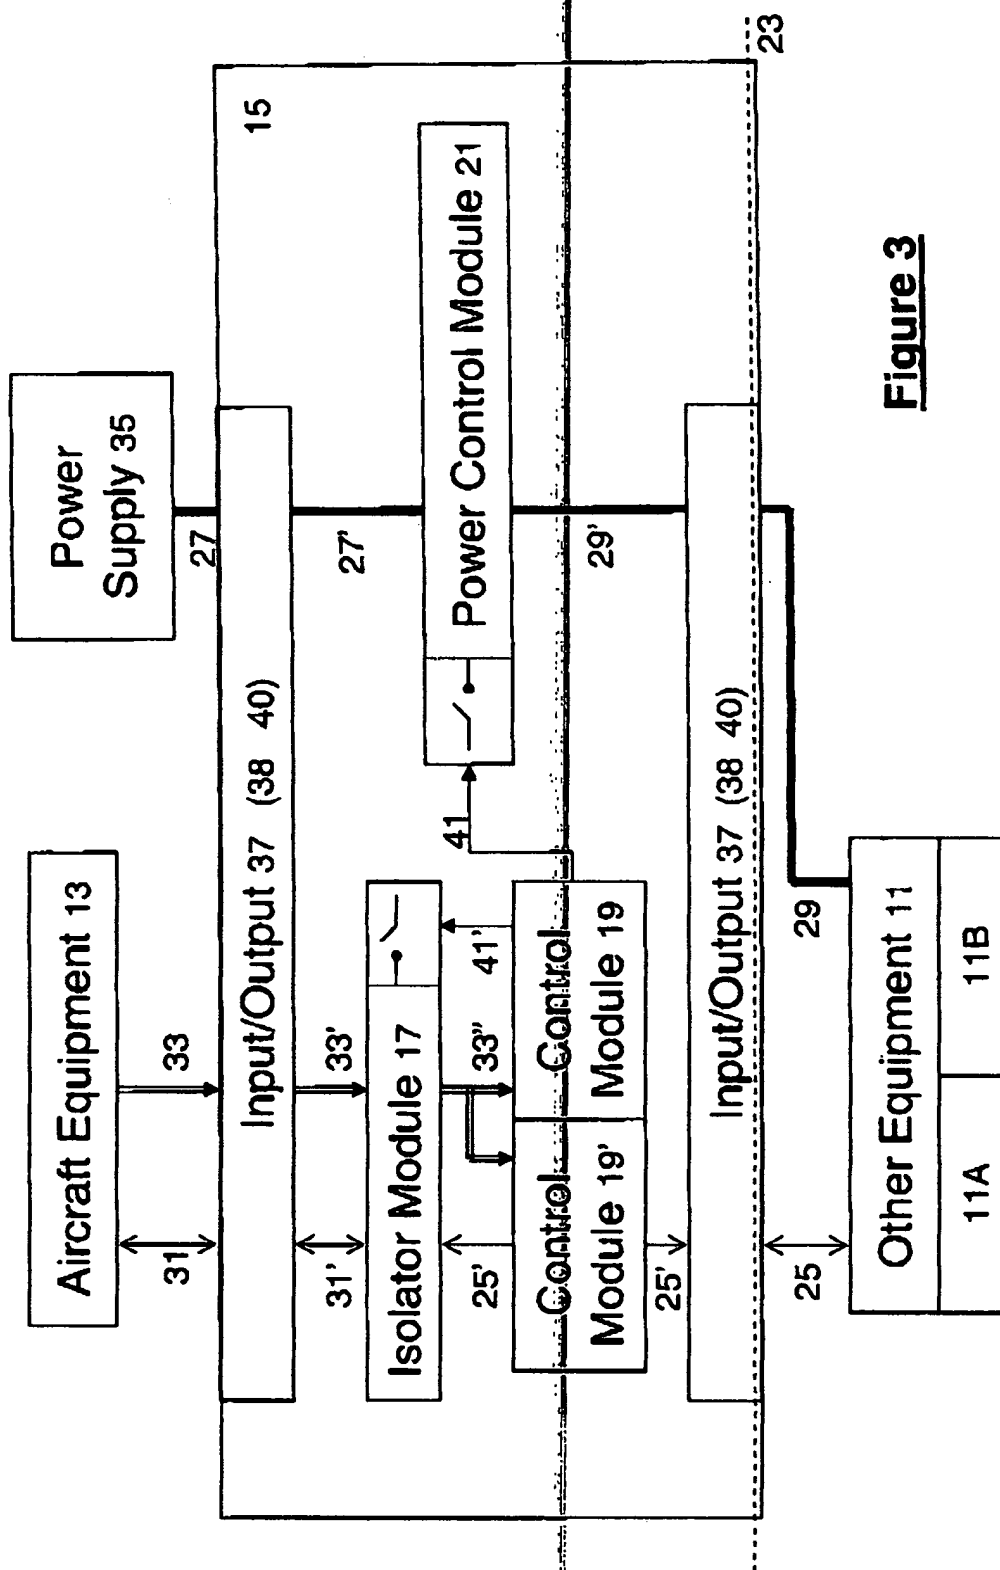 Aircraft Equipment 13
Power
Supply 35
31
33
27
15
Input/Output 37 (38 40)
31'
33'
27'
Isolator Module 17
Power Control Module 21
41
25'
33"
41'
Control
Module 19'
Control
Module 19
25'
29'
Input/Output 37 (38 40)
23
25
29
Other Equipment 11
11A
11B
Figure 3